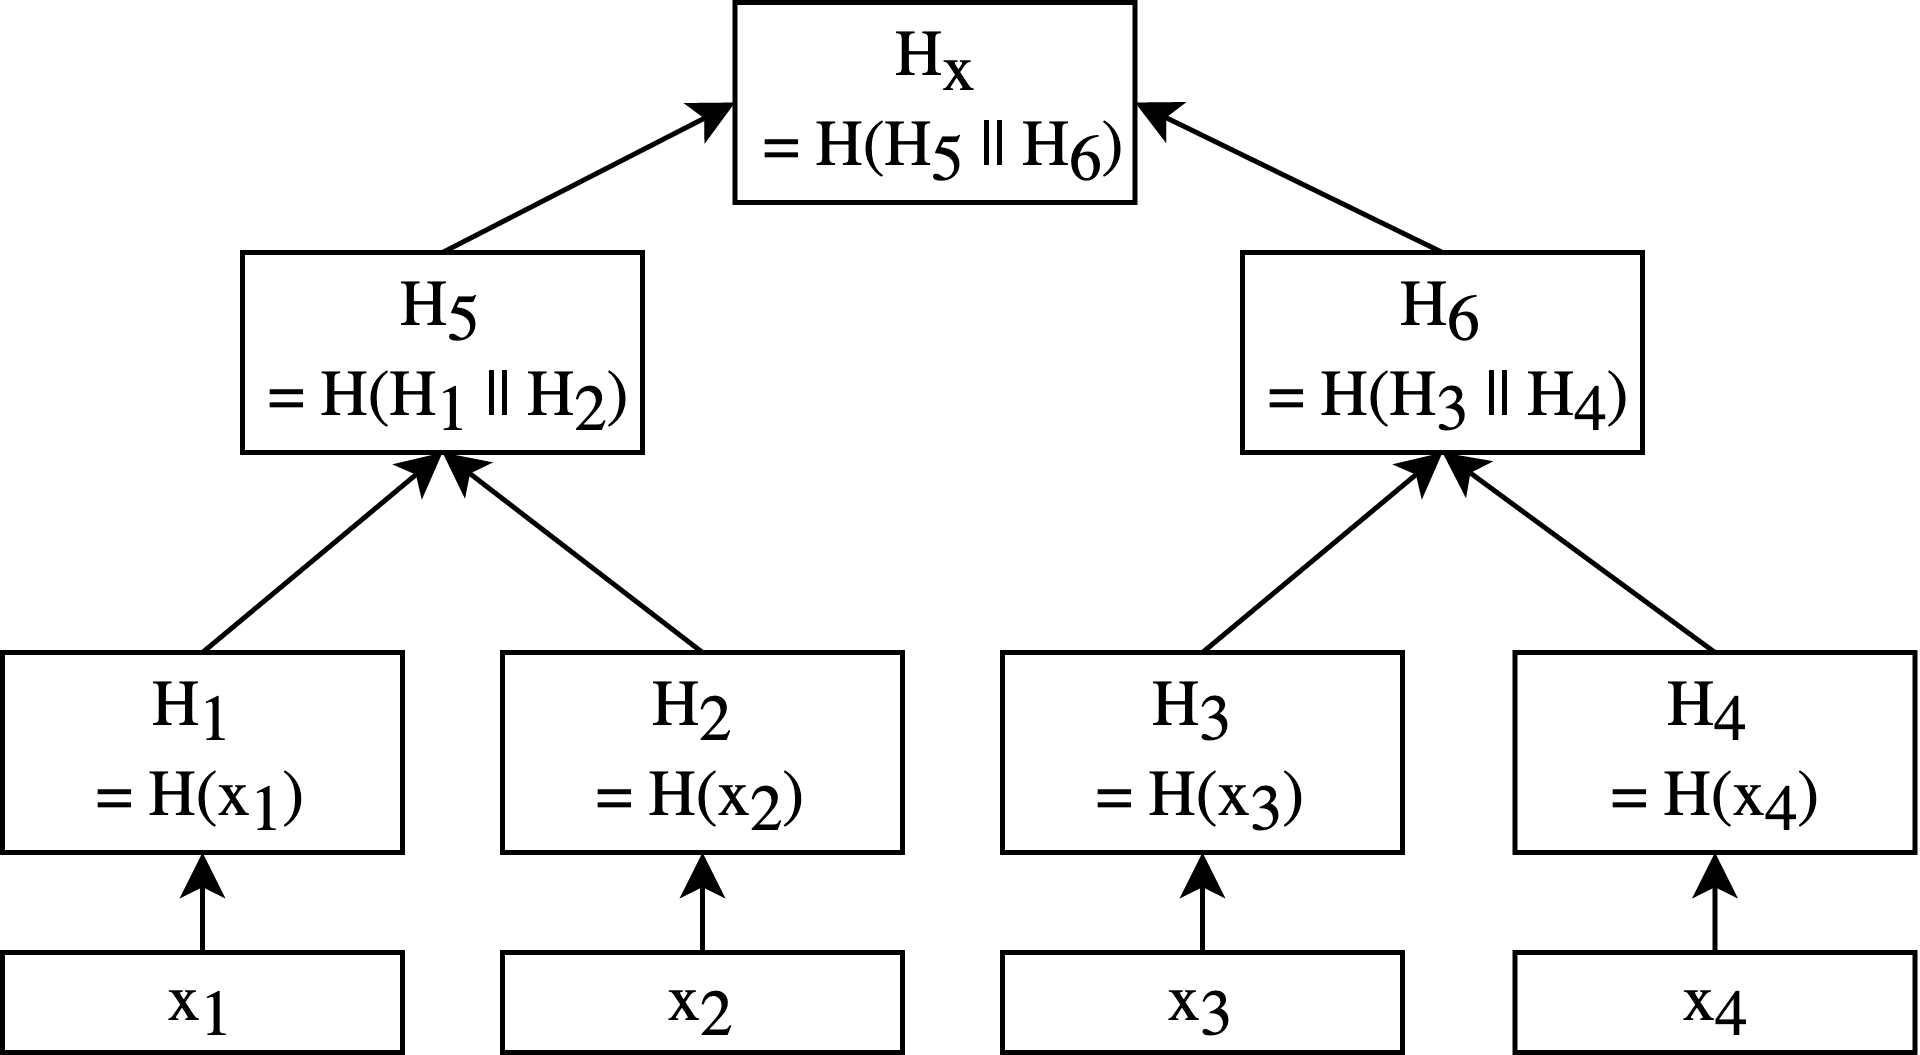 Hx
= H(H5 || H6)
H5
= H(H1 || H2)
H6
= H(H3 || H4)
H1
= H(x1)
H2
= H(x2)
H3
= H(x3)
H4
= H(x4)
x1
x2
x3
x4